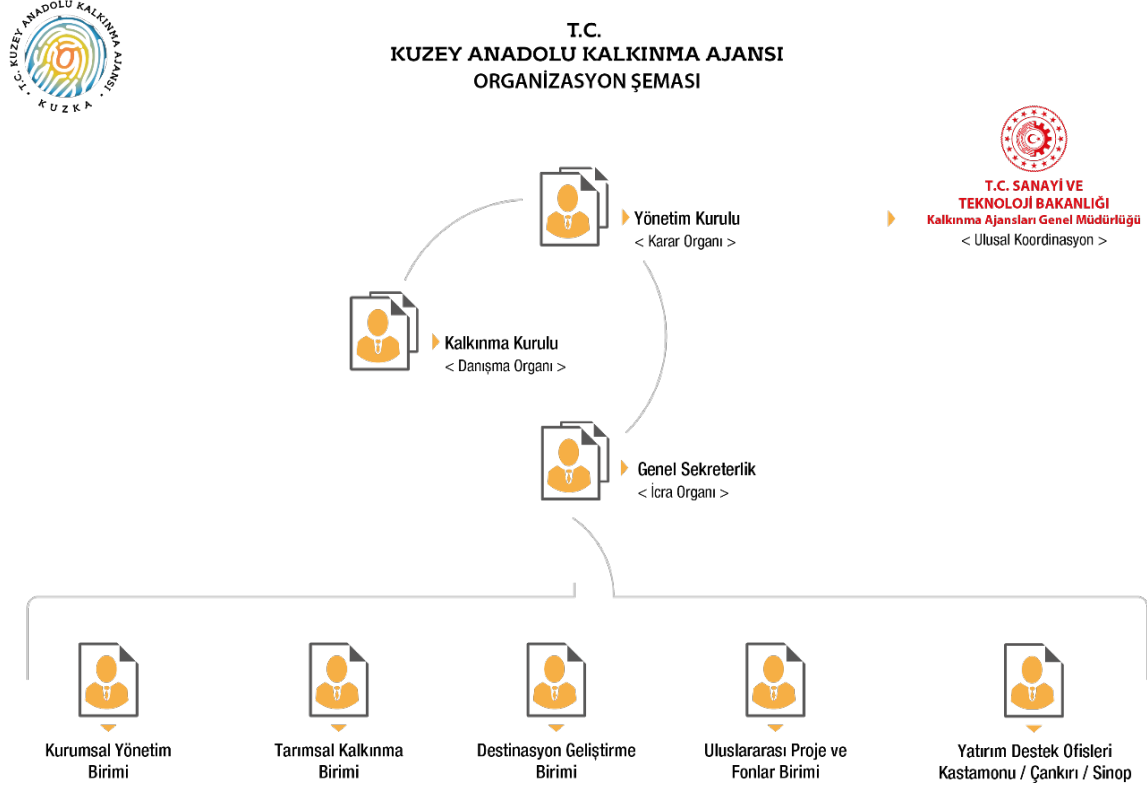 T.C. KUZEY ANADOLU KALKINMA AJANSI
KUZKA
T.C.
KUZEY ANADOLU KALKINMA AJANSI
ORGANİZASYON ŞEMASI
T.C. SANAYİ VE
TEKNOLOJİ BAKANLIĞI
Kalkınma Ajansları Genel Müdürlüğü
< Ulusal Koordinasyon >
Yönetim Kurulu
< Karar Organı >
Kalkınma Kurulu
< Danışma Organı >
Genel Sekreterlik
< İcra Organı >
Kurumsal Yönetim
Birimi
Tarımsal Kalkınma
Birimi
Destinasyon Geliştirme
Birimi
Uluslararası Proje ve
Fonlar Birimi
Yatırım Destek Ofisleri
Kastamonu / Çankırı / Sinop